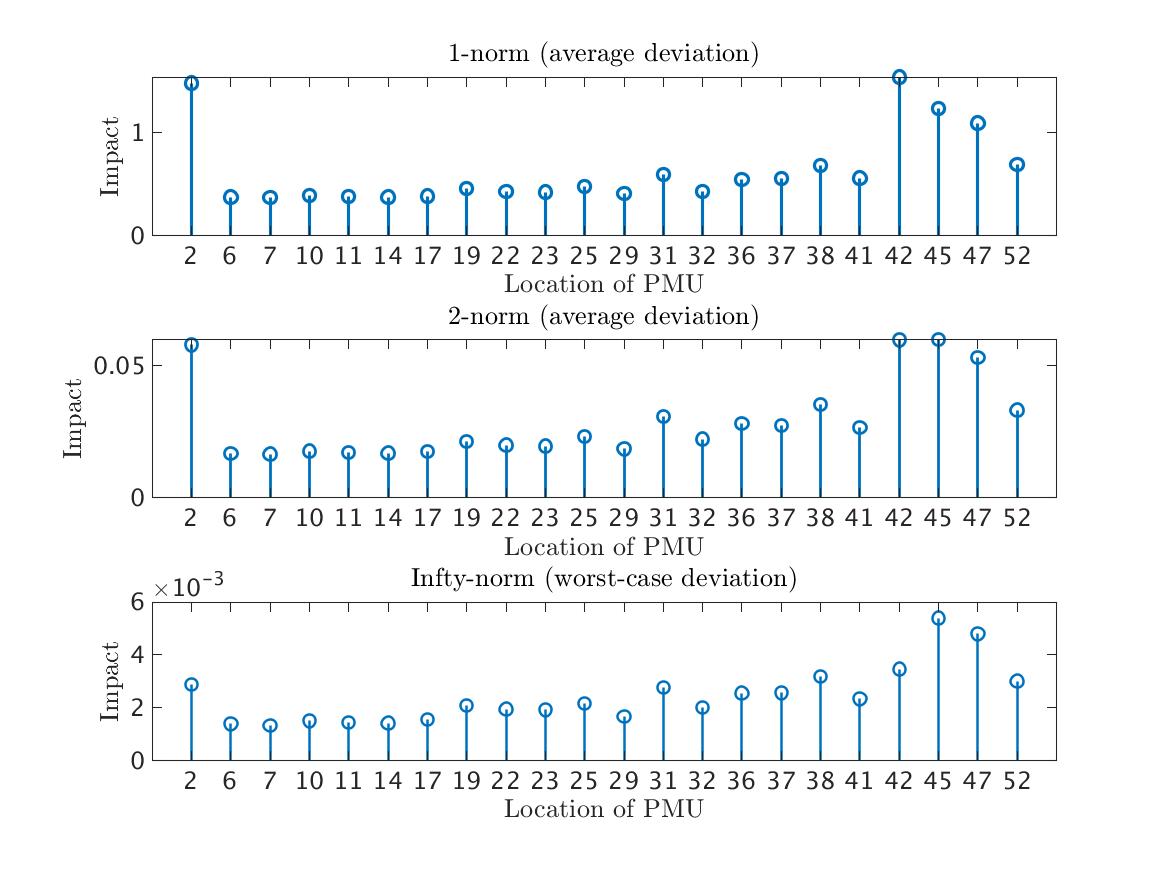 1-norm (average deviation)
Impact
1
0
2 6 7 10 11 14 17 19 22 23 25 29 31 32 36 37 38 41 42 45 47 52
Location of PMU
2-norm (average deviation)
Impact
0.05
0
2 6 7 10 11 14 17 19 22 23 25 29 31 32 36 37 38 41 42 45 47 52
Location of PMU
Infty-norm (worst-case deviation)
×10⁻³
Impact
6
4
2
0
2 6 7 10 11 14 17 19 22 23 25 29 31 32 36 37 38 41 42 45 47 52
Location of PMU